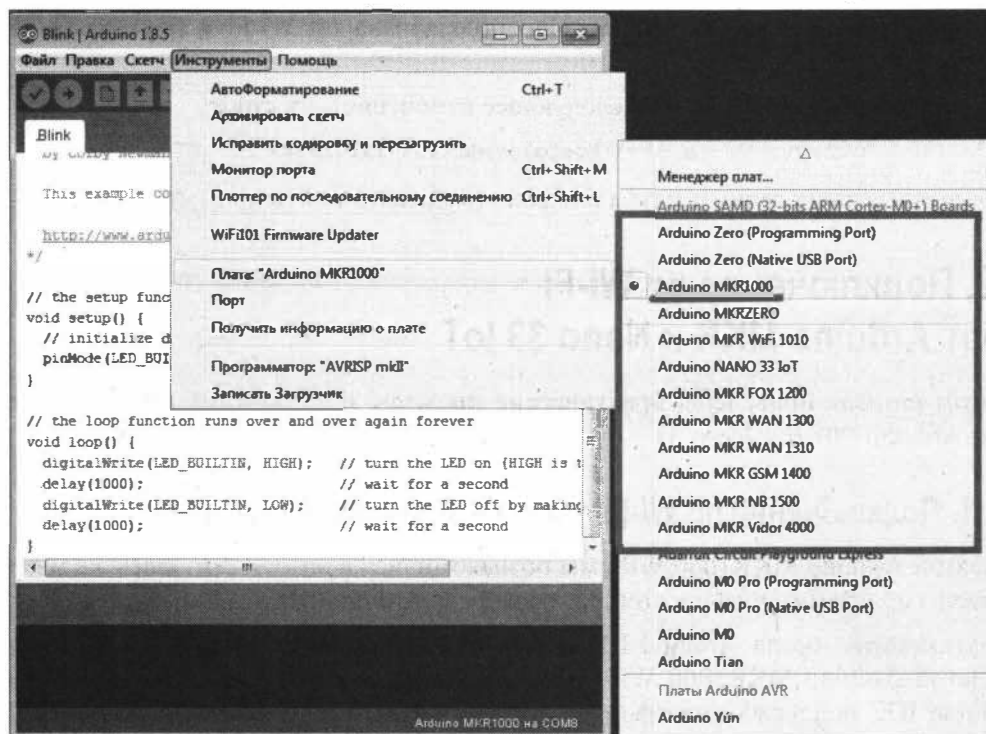 Blink | Arduino 1.8.5
Файл Правка Скетч Инструменты Помощь
АвтоФорматирование Ctrl+T
Архивировать скетч
Исправить кодировку и перезагрузить
Монитор порта Ctrl+Shift+M
Плоттер по последовательному соединению Ctrl+Shift+L
WiFi101 Firmware Updater
Плата: "Arduino MKR1000"
Порт
Получить информацию о плате
Программатор: "AVRISP mkII"
Записать Загрузчик
Blink
This example co
http://www.ardu
*/
// the setup func
void setup() {
// initialize d
pinMode(LED_BUI
}
// the loop function runs over and over again forever
void loop() {
digitalWrite(LED_BUILTIN, HIGH); // turn the LED on (HIGH is t
delay(1000); // wait for a second
digitalWrite(LED_BUILTIN, LOW); // turn the LED off by making
delay(1000); // wait for a second
}
Arduino MKR1000 на COM8
Менеджер плат...
Arduino SAMD (32-bits ARM Cortex-M0+) Boards
Arduino Zero (Programming Port)
Arduino Zero (Native USB Port)
Arduino MKR1000
Arduino MKRZERO
Arduino MKR WiFi 1010
Arduino NANO 33 IoT
Arduino MKR FOX 1200
Arduino MKR WAN 1300
Arduino MKR WAN 1310
Arduino MKR GSM 1400
Arduino MKR NB 1500
Arduino MKR Vidor 4000
Adafruit Circuit Playground Express
Arduino M0 Pro (Programming Port)
Arduino M0 Pro (Native USB Port)
Arduino M0
Arduino Tian
Платы Arduino AVR
Arduino Yún